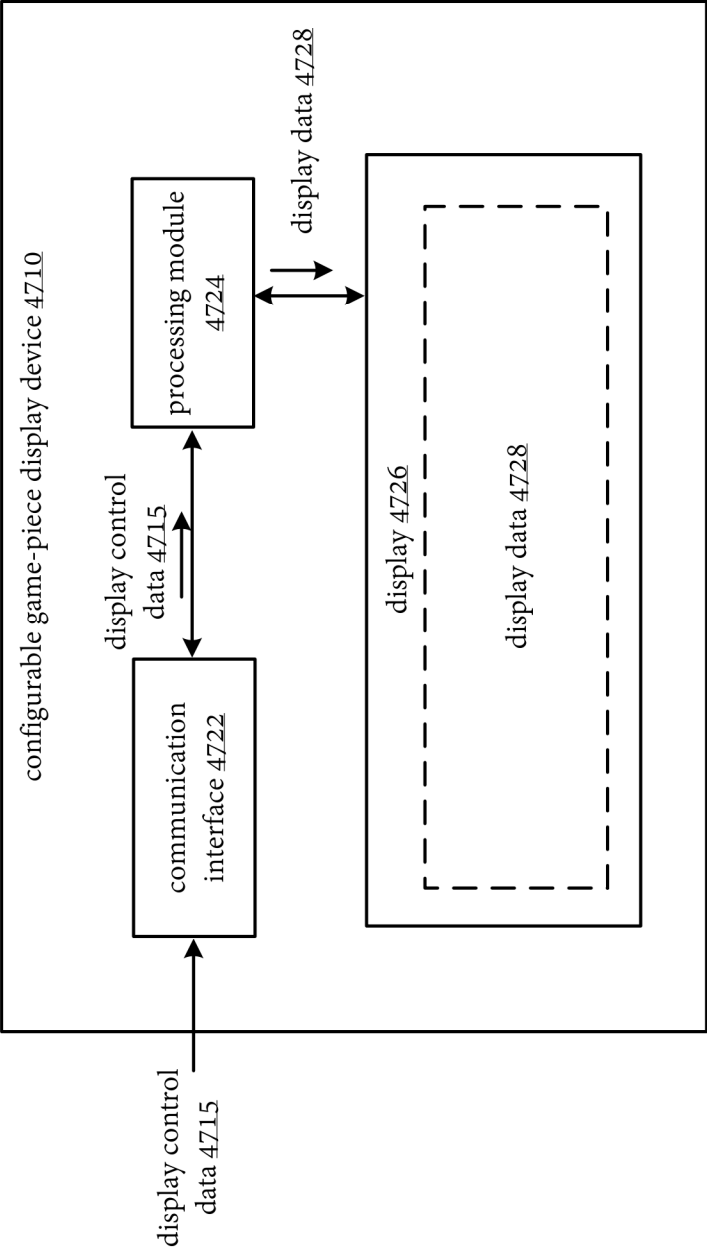 configurable game-piece display device 4710
display control
data 4715
communication
interface 4722
display control
data 4715
processing module
4724
display data 4728
display 4726
display data 4728